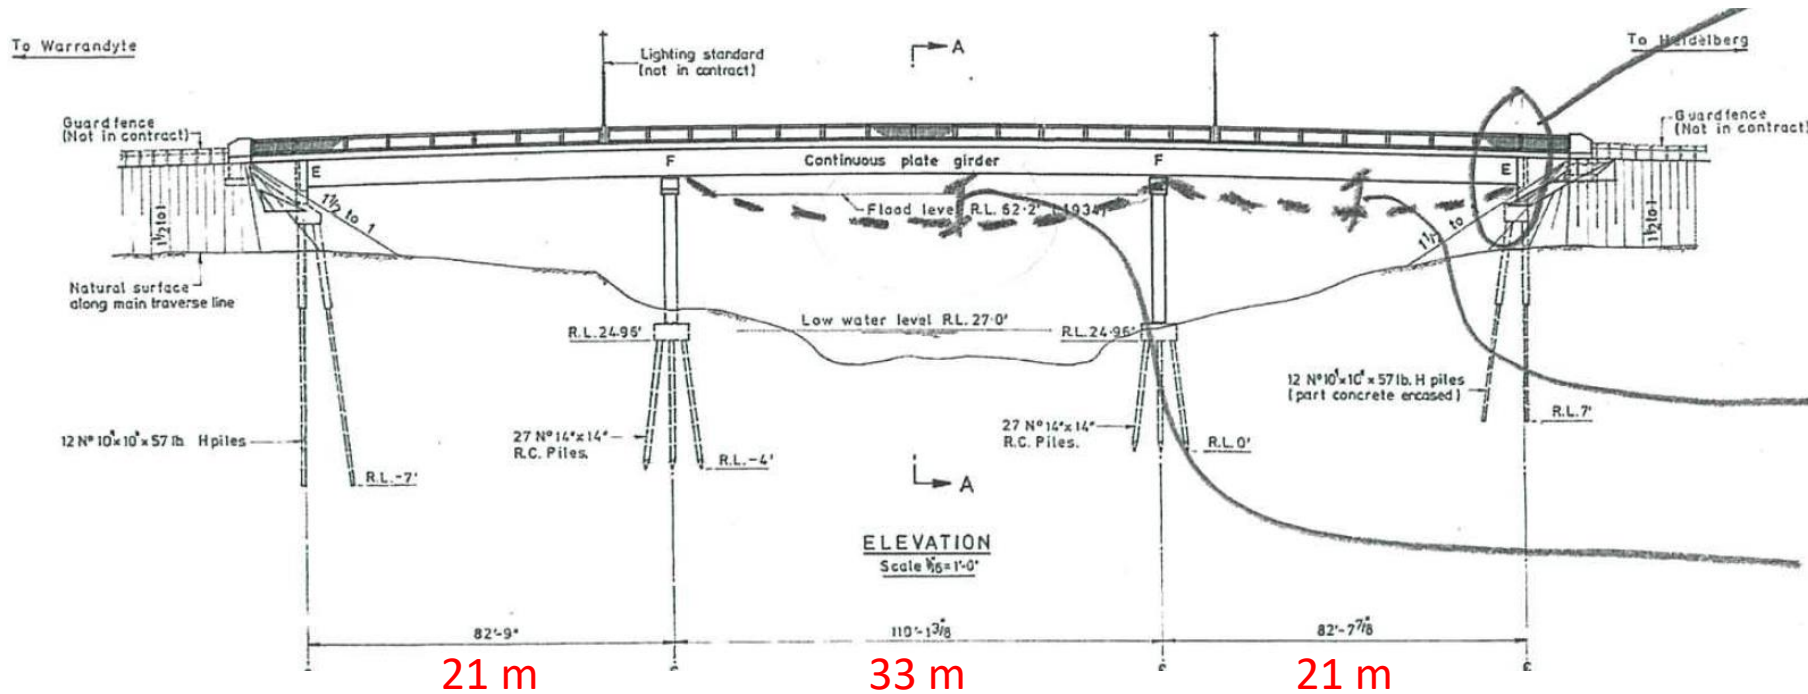 To Warrandyte
Lighting standard
(not in contract)
A
To Heidelberg
Guard fence
(Not in contract)
Guard fence
(Not in contract)
E
F
Continuous plate girder
F
E
1½ to 1
1½ to 1
Flood level R.L. 62·2' (1934)
1½ to
1½ to 1
Natural surface
along main traverse line
R.L. 24·96'
Low water level R.L. 27·0'
R.L. 24·96'
12 Nº 10"x10"x57 lb. H piles
(part concrete encased)
R.L. 7'
12 Nº 10"x10"x57 lb. H piles
27 Nº 14"x14"
R.C. Piles.
27 Nº 14"x14"
R.C. Piles.
R.L. 0'
R.L. -4'
R.L. -7'
A
ELEVATION
Scale 1/16"=1'-0"
82'-9"
110'-1⅜"
82'-7⅞"
21 m
33 m
21 m